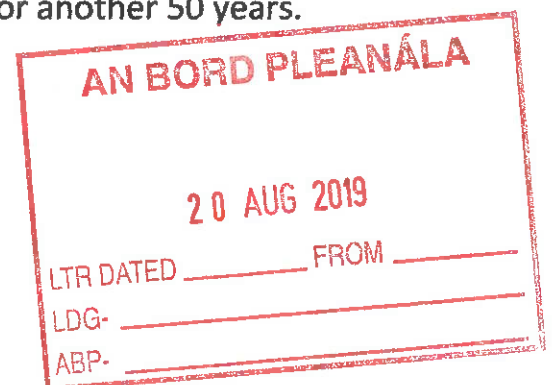 or another 50 years.
AN BORD PLEANÁLA
20 AUG 2019
LTR DATED FROM
LDG-
ABP-